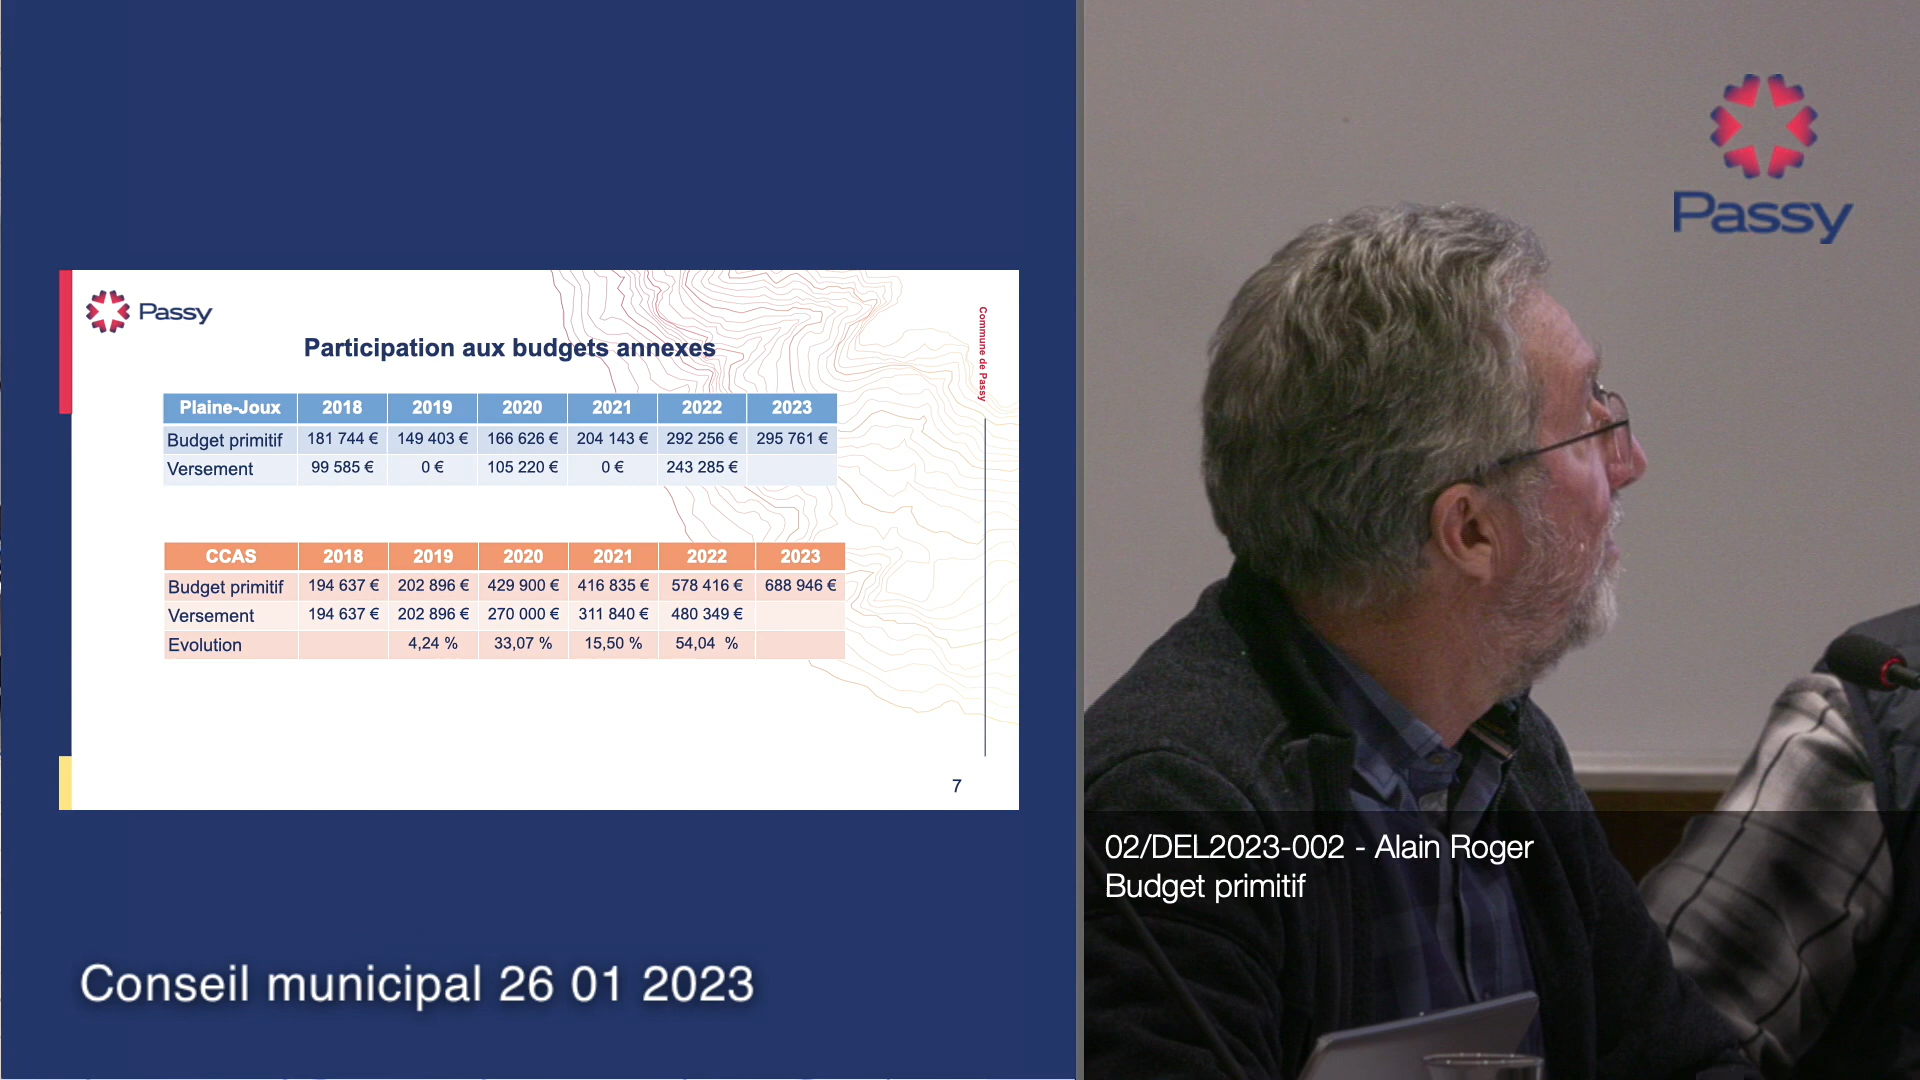 Passy
Participation aux budgets annexes
Commune de Passy
Plaine-Joux 2018 2019 2020 2021 2022 2023
Budget primitif 181 744 € 149 403 € 166 626 € 204 143 € 292 256 € 295 761 €
Versement 99 585 € 0 € 105 220 € 0 € 243 285 €
CCAS 2018 2019 2020 2021 2022 2023
Budget primitif 194 637 € 202 896 € 429 900 € 416 835 € 578 416 € 688 946 €
Versement 194 637 € 202 896 € 270 000 € 311 840 € 480 349 €
Evolution 4,24 % 33,07 % 15,50 % 54,04 %
7
Conseil municipal 26 01 2023
Passy
02/DEL2023-002 - Alain Roger
Budget primitif